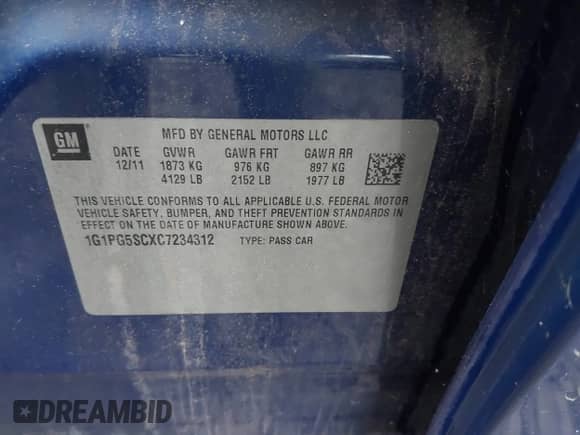 GM
MFD BY GENERAL MOTORS LLC
DATE GVWR GAWR FRT GAWR RR
12/11 1873 KG 976 KG 897 KG
4129 LB 2152 LB 1977 LB
THIS VEHICLE CONFORMS TO ALL APPLICABLE U.S. FEDERAL MOTOR
VEHICLE SAFETY, BUMPER, AND THEFT PREVENTION STANDARDS IN
EFFECT ON THE DATE OF MANUFACTURE SHOWN ABOVE.
1G1PG5SCXC7234312 TYPE: PASS CAR
DREAMBID